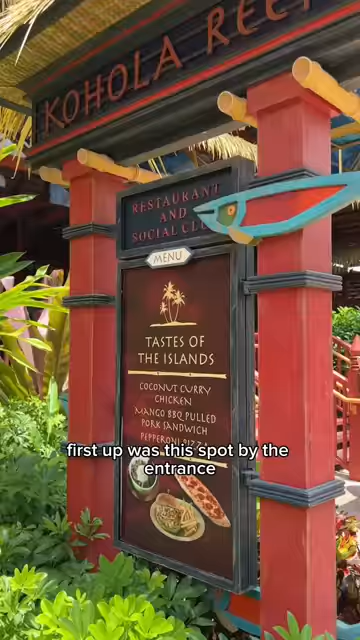 KOHOLA REEF
RESTAURANT
AND
SOCIAL CLUB
MENU
TASTES OF
THE ISLANDS
COCONUT CURRY
CHICKEN
MANGO BBQ PULLED
PORK SANDWICH
PEPPERONI PIZZA
first up was this spot by the
entrance